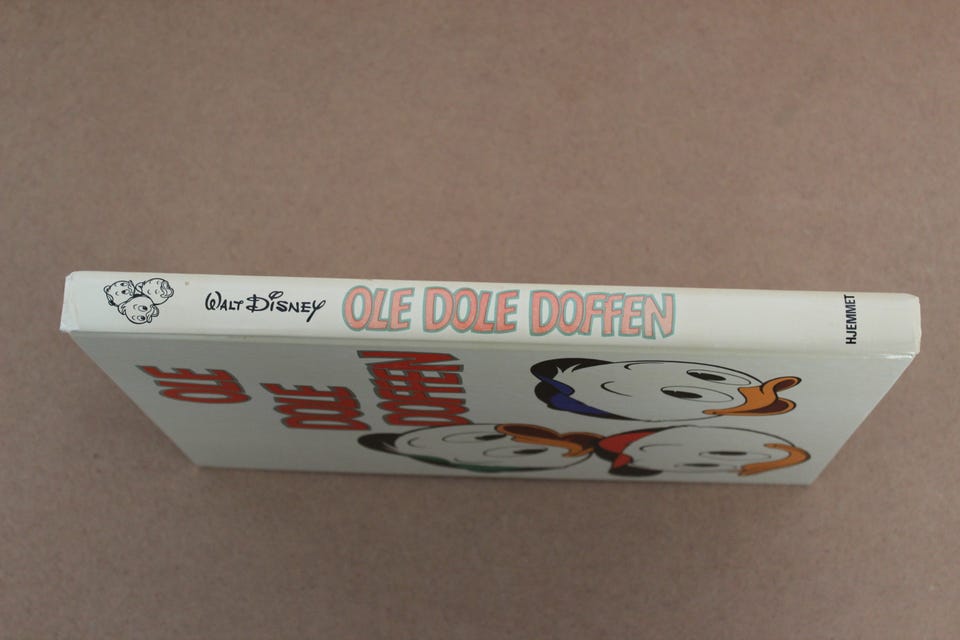 WALT DISNEY OLE DOLE DOFFEN HJEMMET
OLE
DOLE
DOFFEN